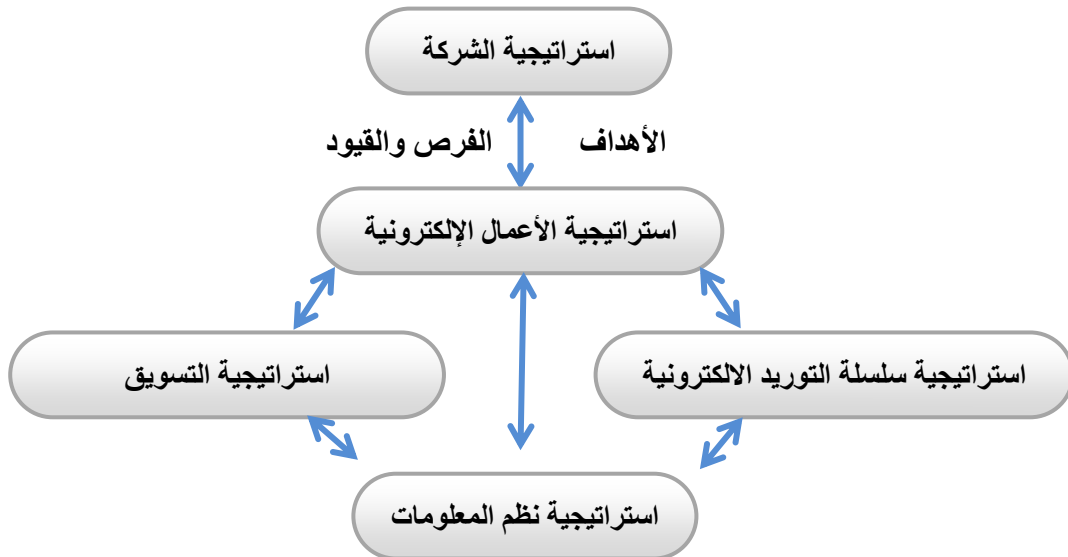 استراتيجية الشركة
الأهداف
الفرص والقيود
استراتيجية الأعمال الإلكترونية
استراتيجية سلسلة التوريد الالكترونية
استراتيجية التسويق
استراتيجية نظم المعلومات